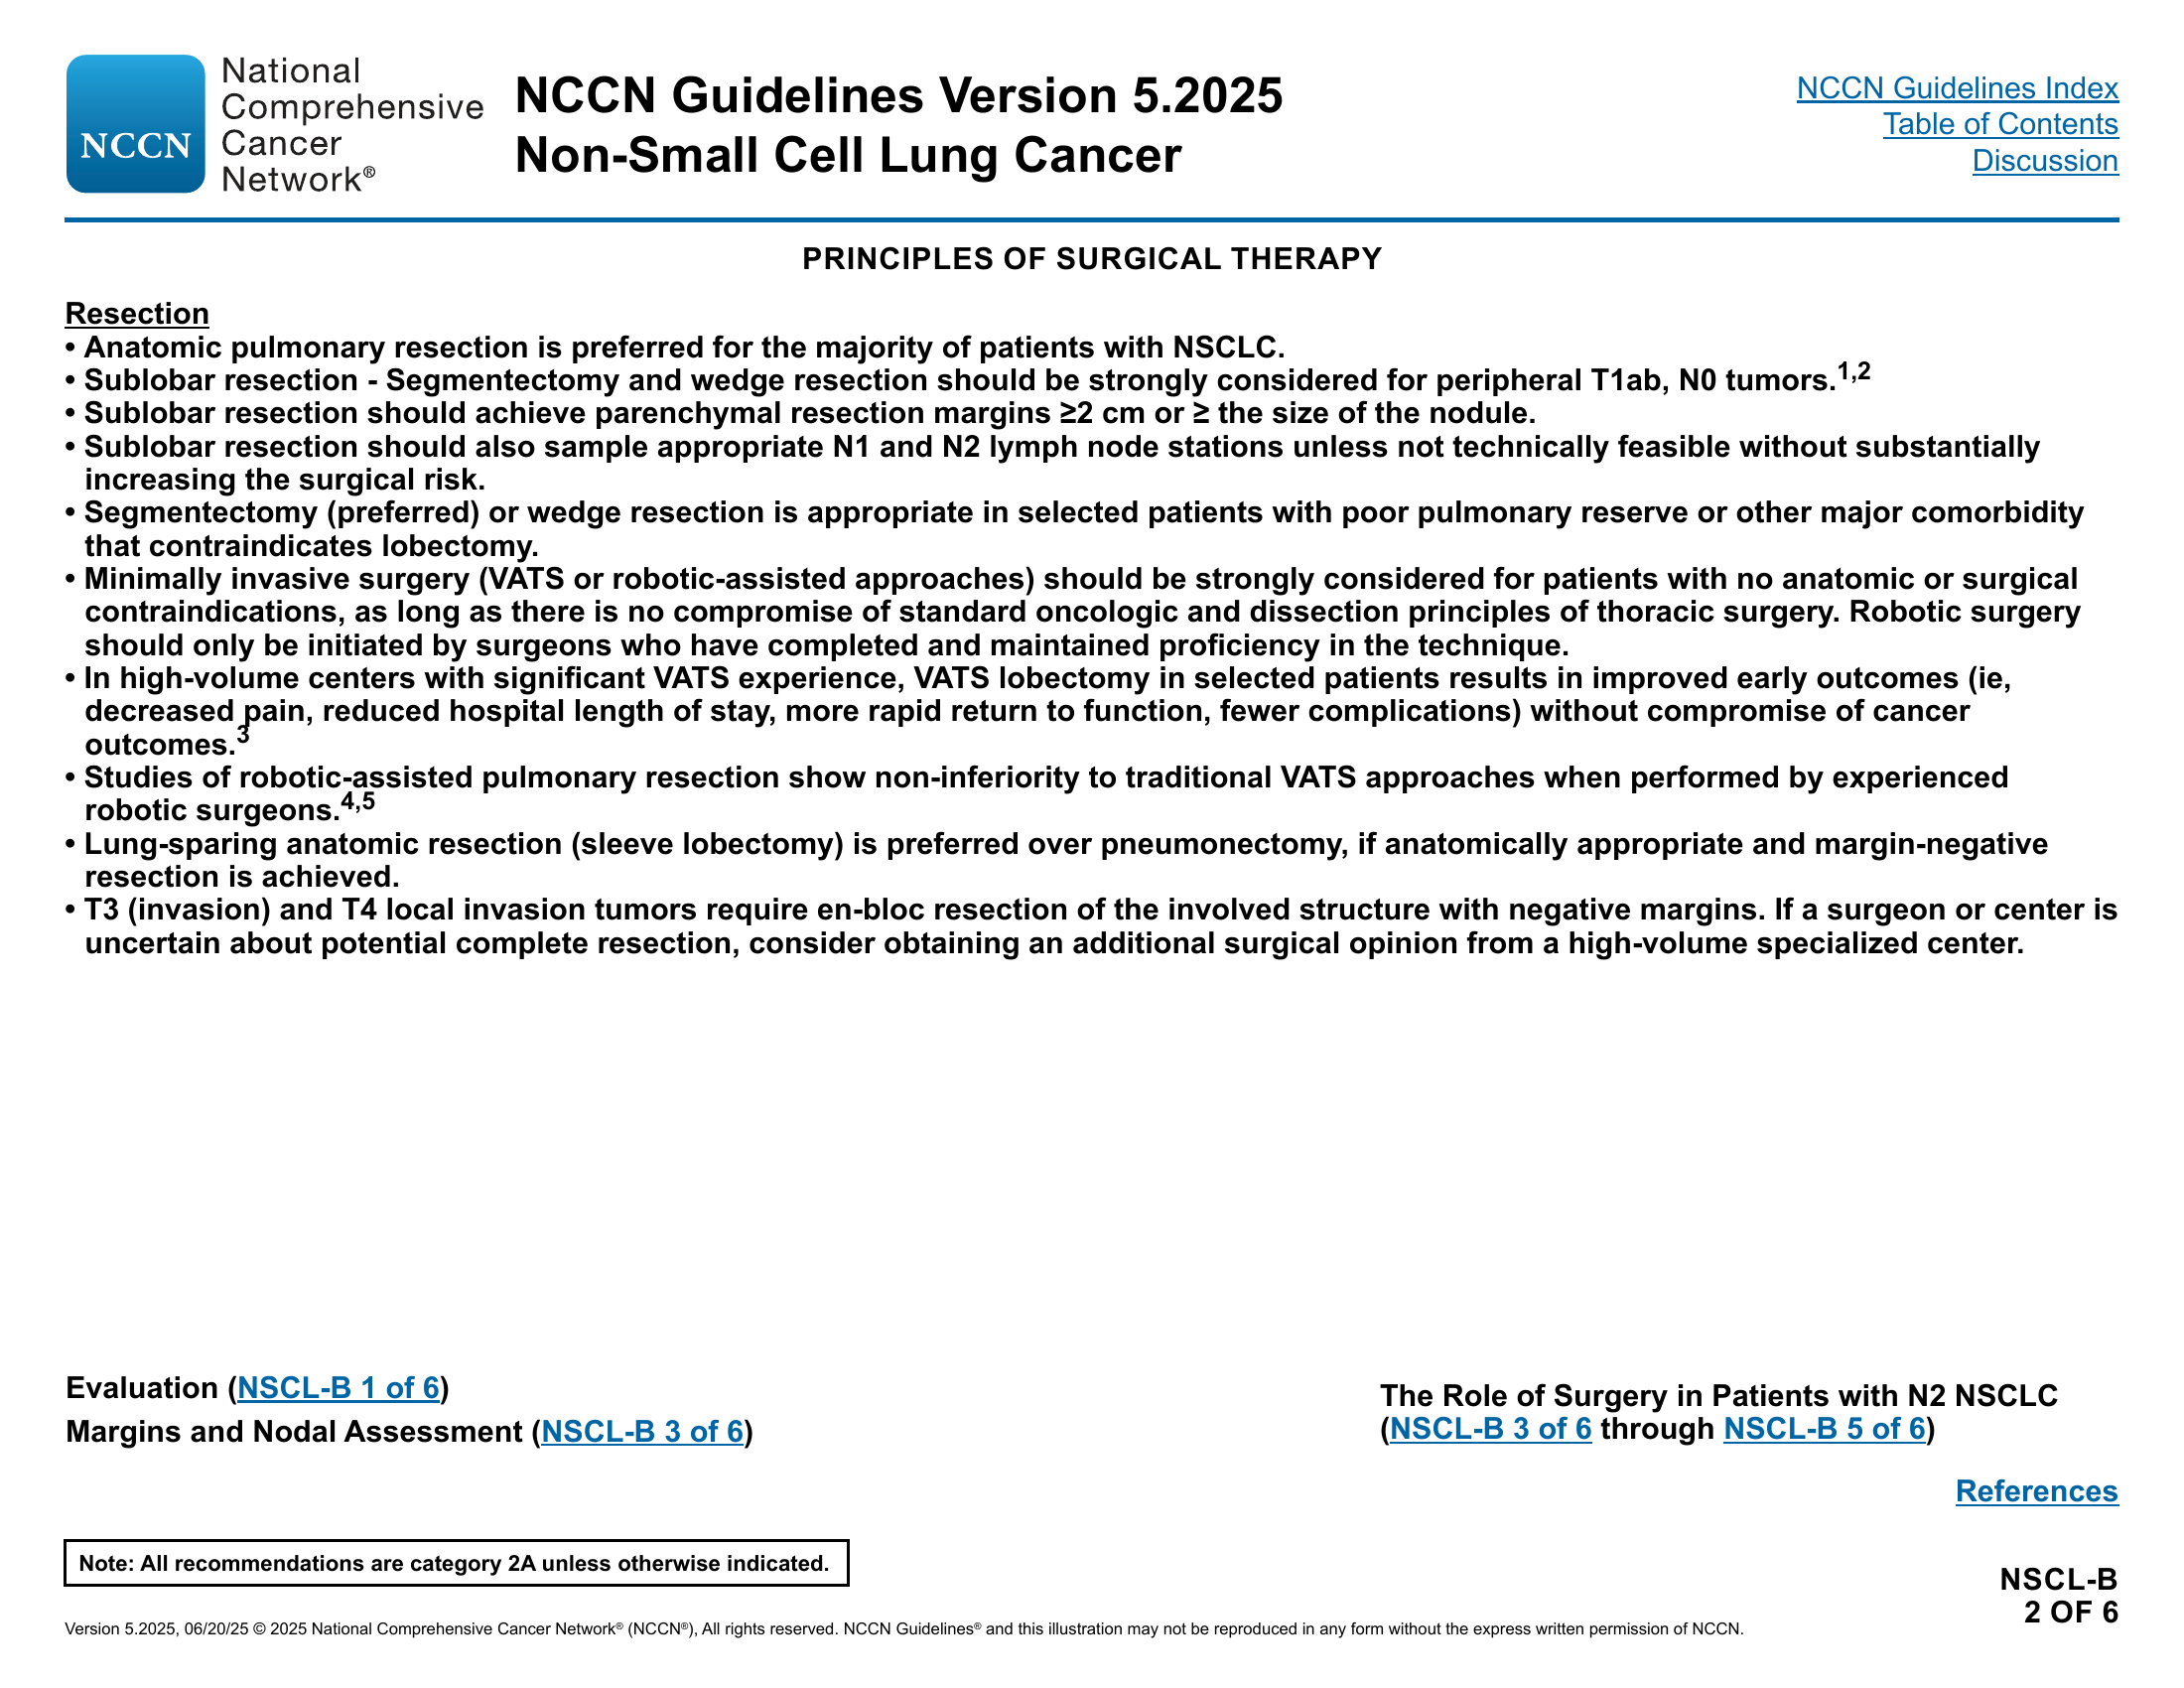 National
Comprehensive
NCCN Cancer
Network®
NCCN Guidelines Version 5.2025
Non-Small Cell Lung Cancer
NCCN Guidelines Index
Table of Contents
Discussion
PRINCIPLES OF SURGICAL THERAPY
Resection
• Anatomic pulmonary resection is preferred for the majority of patients with NSCLC.
• Sublobar resection - Segmentectomy and wedge resection should be strongly considered for peripheral T1ab, N0 tumors.1,2
• Sublobar resection should achieve parenchymal resection margins ≥2 cm or ≥ the size of the nodule.
• Sublobar resection should also sample appropriate N1 and N2 lymph node stations unless not technically feasible without substantially
increasing the surgical risk.
• Segmentectomy (preferred) or wedge resection is appropriate in selected patients with poor pulmonary reserve or other major comorbidity
that contraindicates lobectomy.
• Minimally invasive surgery (VATS or robotic-assisted approaches) should be strongly considered for patients with no anatomic or surgical
contraindications, as long as there is no compromise of standard oncologic and dissection principles of thoracic surgery. Robotic surgery
should only be initiated by surgeons who have completed and maintained proficiency in the technique.
• In high-volume centers with significant VATS experience, VATS lobectomy in selected patients results in improved early outcomes (ie,
decreased pain, reduced hospital length of stay, more rapid return to function, fewer complications) without compromise of cancer
outcomes.3
• Studies of robotic-assisted pulmonary resection show non-inferiority to traditional VATS approaches when performed by experienced
robotic surgeons.4,5
• Lung-sparing anatomic resection (sleeve lobectomy) is preferred over pneumonectomy, if anatomically appropriate and margin-negative
resection is achieved.
• T3 (invasion) and T4 local invasion tumors require en-bloc resection of the involved structure with negative margins. If a surgeon or center is
uncertain about potential complete resection, consider obtaining an additional surgical opinion from a high-volume specialized center.
Evaluation (NSCL-B 1 of 6)
Margins and Nodal Assessment (NSCL-B 3 of 6)
The Role of Surgery in Patients with N2 NSCLC
(NSCL-B 3 of 6 through NSCL-B 5 of 6)
References
Note: All recommendations are category 2A unless otherwise indicated.
NSCL-B
2 OF 6
Version 5.2025, 06/20/25 © 2025 National Comprehensive Cancer Network® (NCCN®), All rights reserved. NCCN Guidelines® and this illustration may not be reproduced in any form without the express written permission of NCCN.